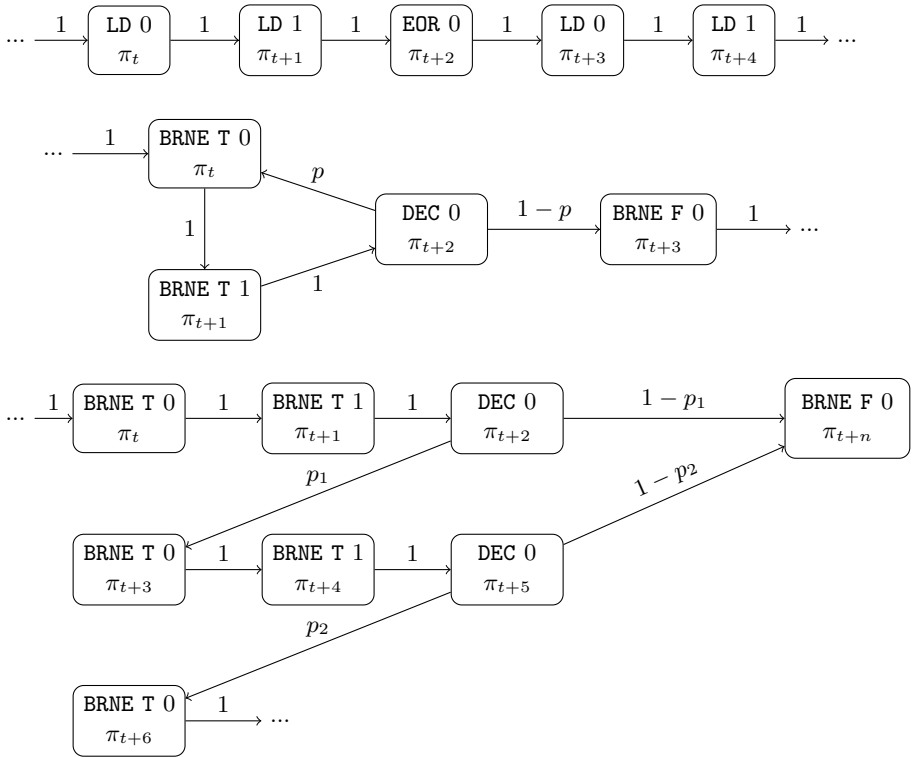 ... 1 LD 0 1 LD 1 1 EOR 0 1 LD 0 1 LD 1 1 ...
π_t π_{t+1} π_{t+2} π_{t+3} π_{t+4}
... 1 BRNE T 0
π_t
p
1
DEC 0 1 − p BRNE F 0 1 ...
π_{t+2} π_{t+3}
BRNE T 1 1
π_{t+1}
... 1 BRNE T 0 1 BRNE T 1 1 DEC 0 1 − p_1 BRNE F 0
π_t π_{t+1} π_{t+2} π_{t+n}
p_1
1 − p_2
BRNE T 0 1 BRNE T 1 1 DEC 0
π_{t+3} π_{t+4} π_{t+5}
p_2
BRNE T 0 1 ...
π_{t+6}